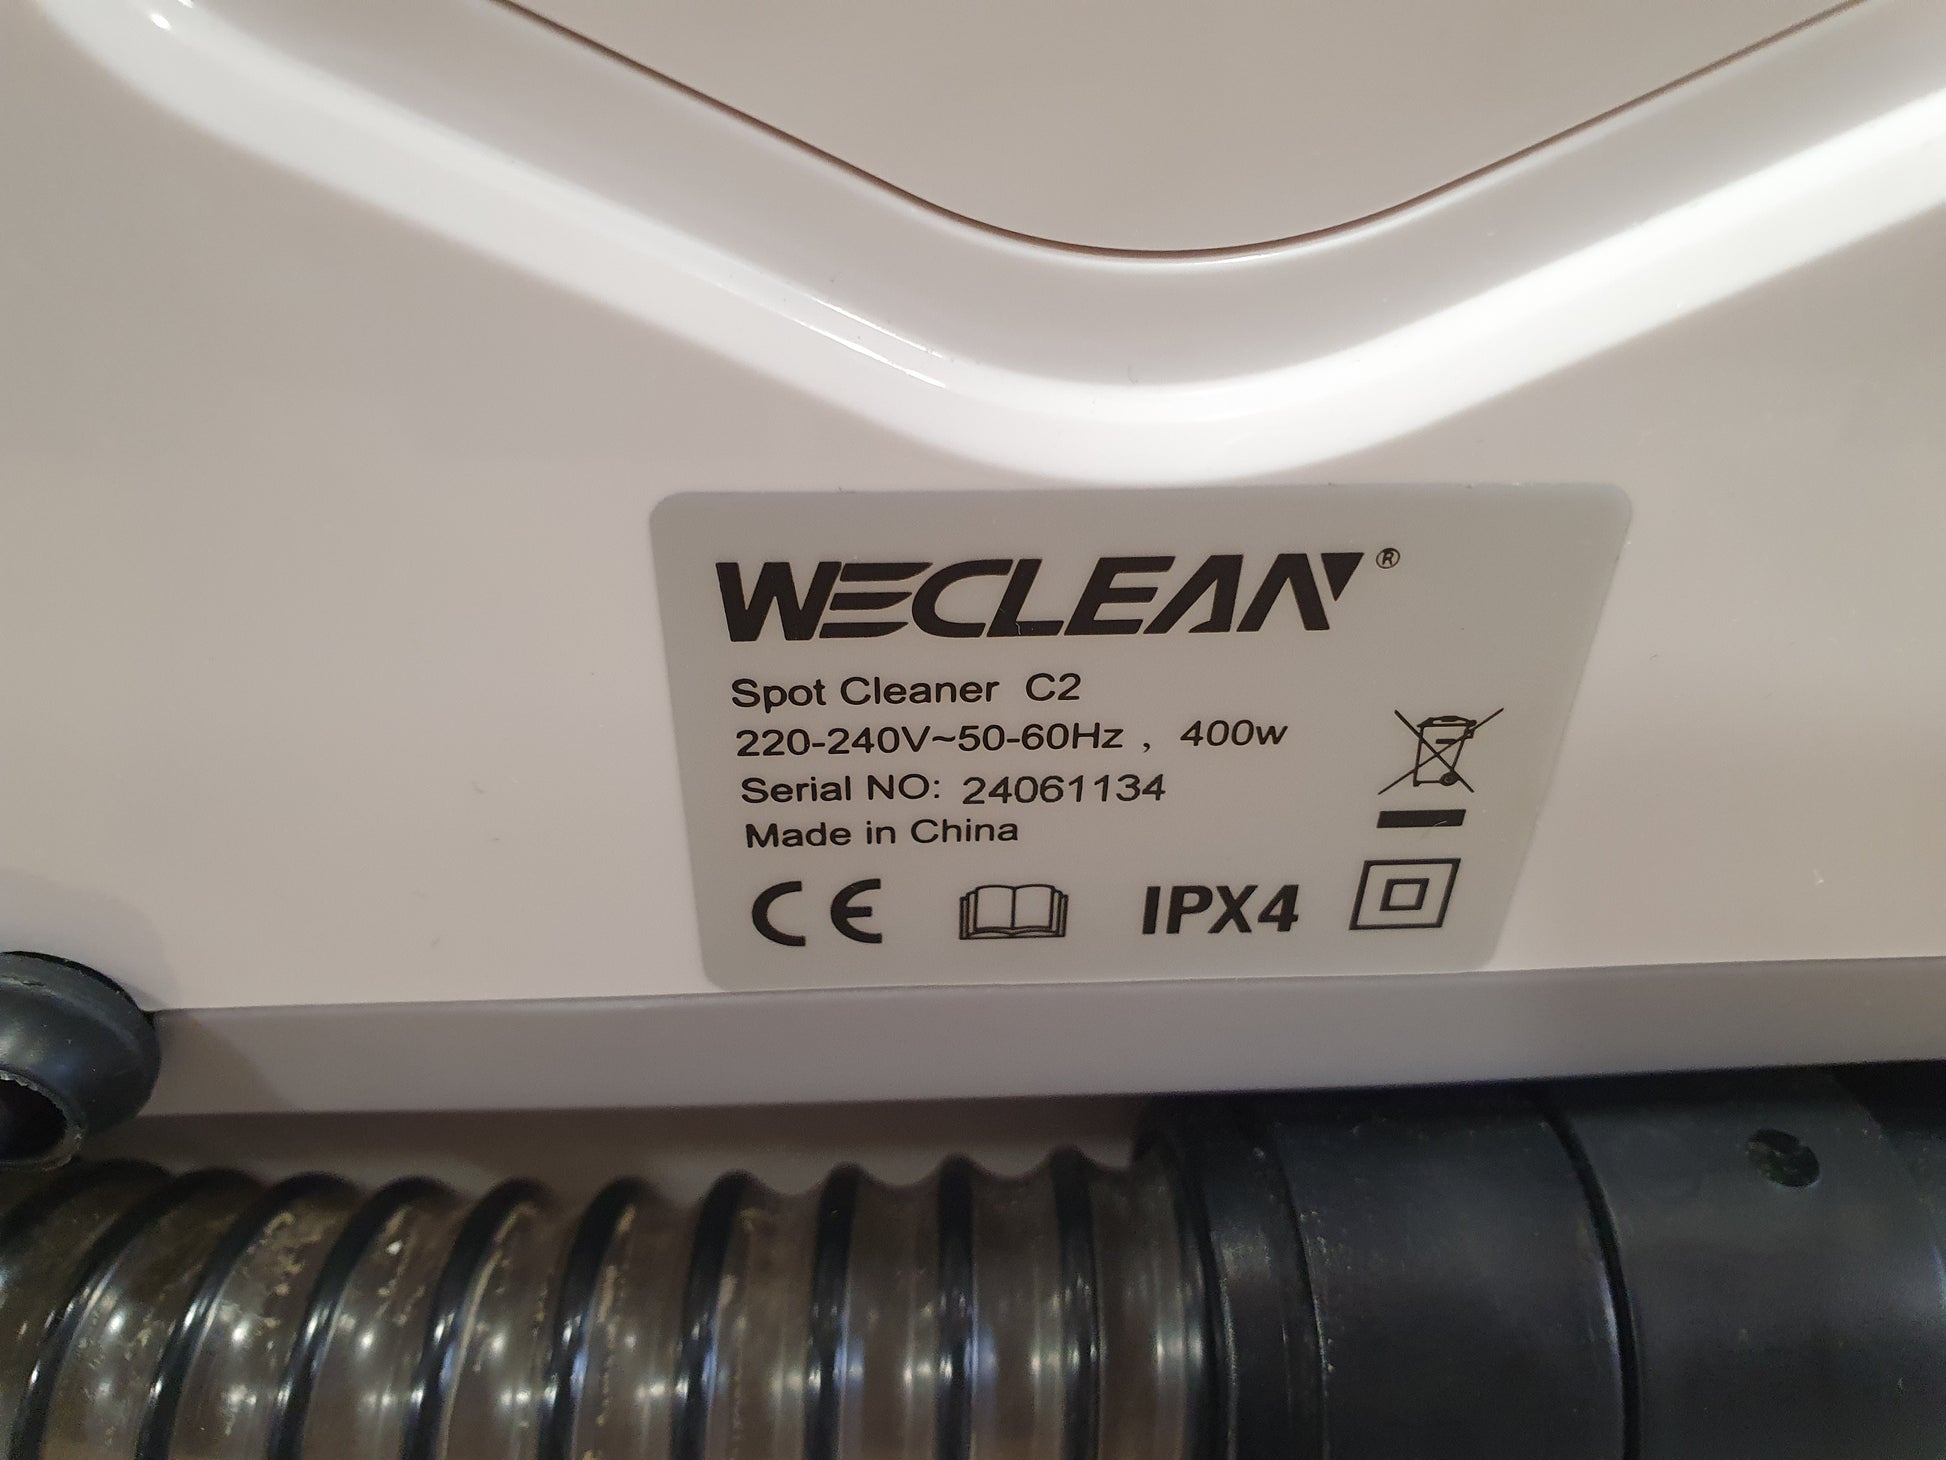 WECLEAN®
Spot Cleaner C2
220-240V~50-60Hz , 400w
Serial NO: 24061134
Made in China
CE IPX4